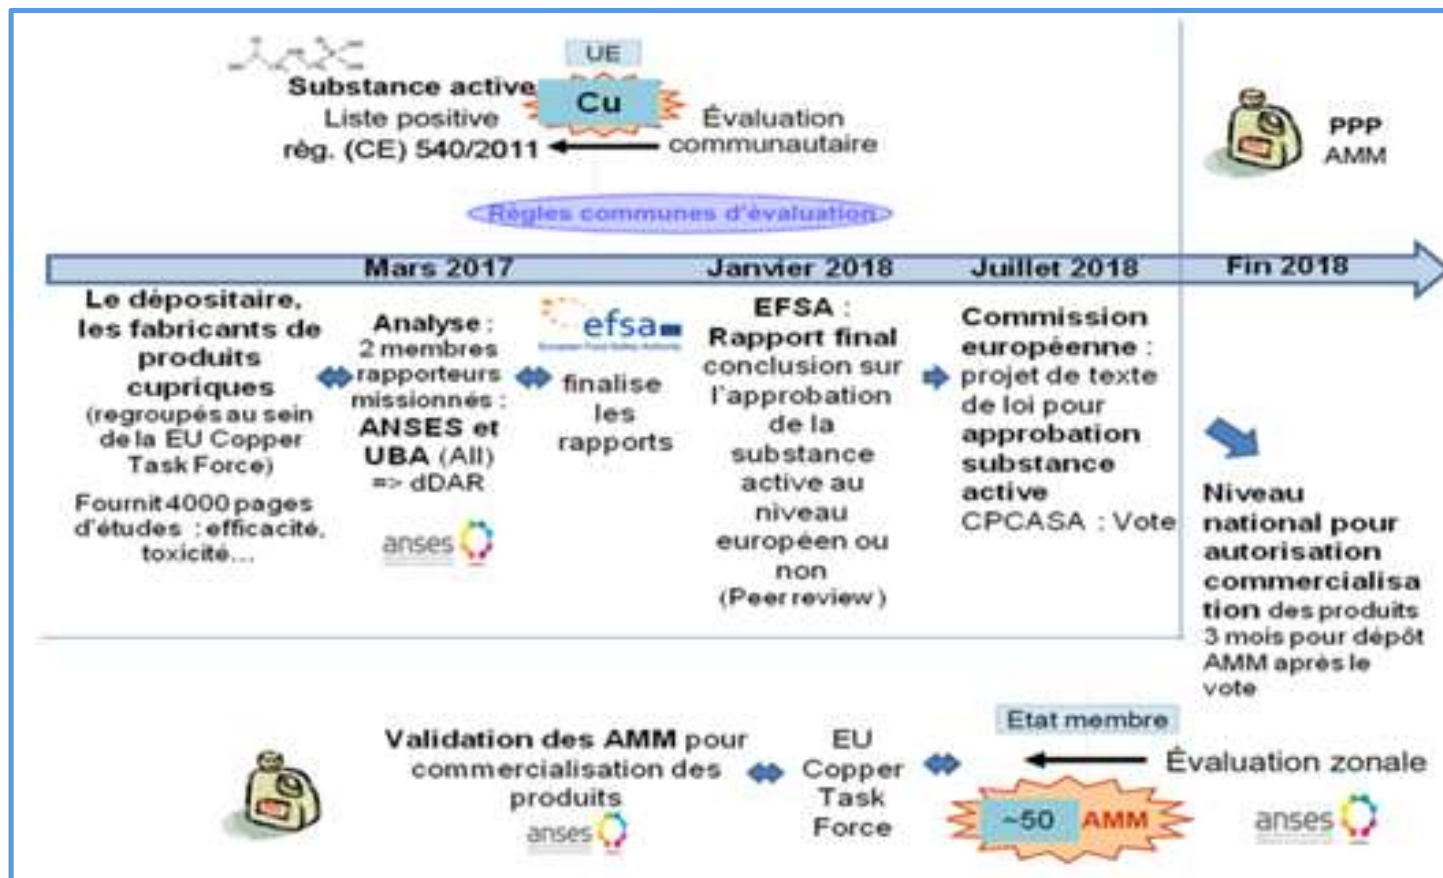 UE
Substance active
Cu
Liste positive
Évaluation
règ. (CE) 540/2011
communautaire
PPP
AMM
Règles communes d'évaluation
Mars 2017
Janvier 2018
Juillet 2018
Fin 2018
Le dépositaire,
les fabricants de
produits
cupriques
(regroupés au sein
de la EU Copper
Task Force)
Fournit 4000 pages
d'études : efficacité,
toxicité...
Analyse :
2 membres
rapporteurs
missionnés :
ANSES et
UBA (All)
=> dDAR
anses
efsa
European Food Safety Authority
finalise
les
rapports
EFSA :
Rapport final
conclusion sur
l'approbation
de la
substance
active au
niveau
européen ou
non
(Peer review)
Commission
européenne :
projet de texte
de loi pour
approbation
substance
active
CPCASA : Vote
Niveau
national pour
autorisation
commercialisa
tion des produits
3 mois pour dépôt
AMM après le
vote
Validation des AMM pour
commercialisation des
produits
anses
EU
Copper
Task
Force
Etat membre
Évaluation zonale
~50 AMM
anses